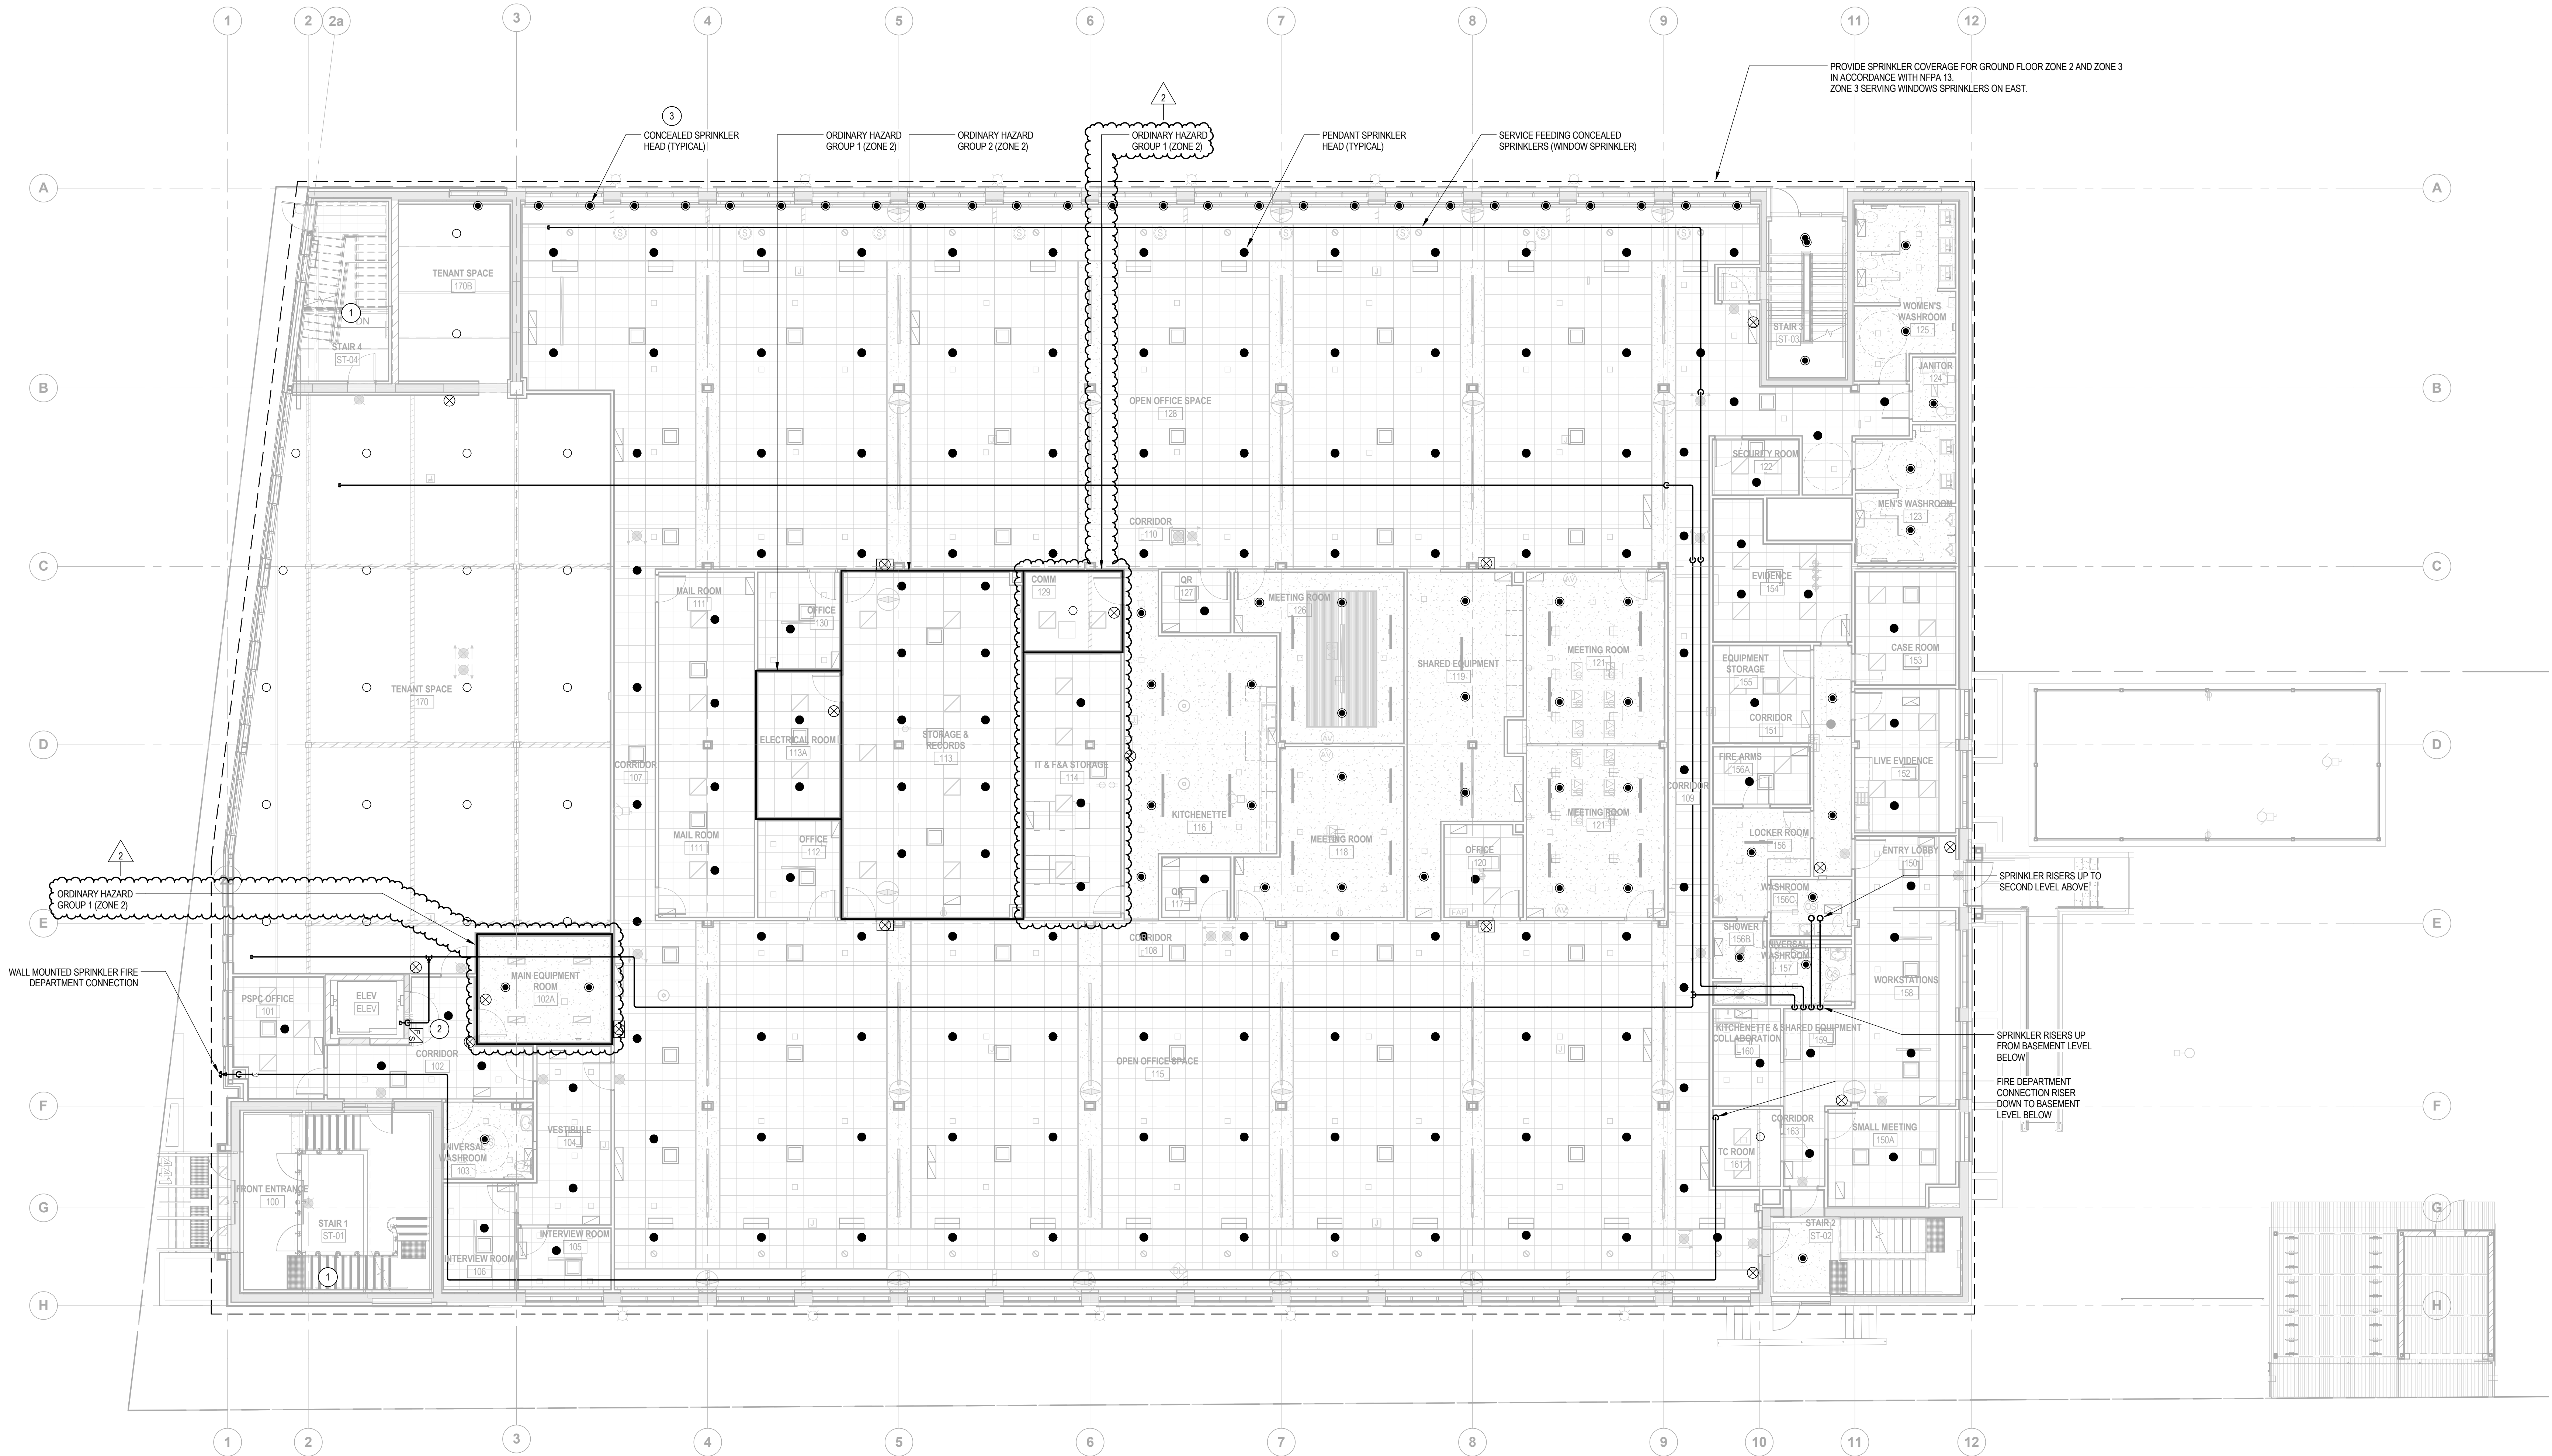 1
2
2a
3
4
5
6
7
8
9
11
12
PROVIDE SPRINKLER COVERAGE FOR GROUND FLOOR ZONE 2 AND ZONE 3
IN ACCORDANCE WITH NFPA 13.
ZONE 3 SERVING WINDOWS SPRINKLERS ON EAST.
2
3
CONCEALED SPRINKLER
HEAD (TYPICAL)
ORDINARY HAZARD
GROUP 1 (ZONE 2)
ORDINARY HAZARD
GROUP 2 (ZONE 2)
ORDINARY HAZARD
GROUP 1 (ZONE 2)
PENDANT SPRINKLER
HEAD (TYPICAL)
SERVICE FEEDING CONCEALED
SPRINKLERS (WINDOW SPRINKLER)
A
A
TENANT SPACE
170B
1
DN
STAIR 4
ST-04
STAIR 3
ST-03
WOMEN'S
WASHROOM
125
JANITOR
124
B
B
OPEN OFFICE SPACE
128
SECURITY ROOM
122
MEN'S WASHROOM
123
CORRIDOR
110
C
C
MAIL ROOM
111
OFFICE
130
COMM
129
QR
127
MEETING ROOM
126
SHARED EQUIPMENT
119
MEETING ROOM
121
EVIDENCE
154
CASE ROOM
153
EQUIPMENT
STORAGE
155
TENANT SPACE
170
CORRIDOR
151
D
D
ELECTRICAL ROOM
113A
STORAGE &
RECORDS
113
IT & F&A STORAGE
114
CORRIDOR
107
FIRE ARMS
156A
LIVE EVIDENCE
152
CORRIDOR
109
KITCHENETTE
116
MEETING ROOM
121
MAIL ROOM
111
OFFICE
112
MEETING ROOM
118
OFFICE
120
LOCKER ROOM
156
ENTRY LOBBY
150
2
ORDINARY HAZARD
GROUP 1 (ZONE 2)
QR
117
FAP
WASHROOM
156C
SPRINKLER RISERS UP TO
SECOND LEVEL ABOVE
E
E
CORRIDOR
108
SHOWER
156B
UNIVERSAL
WASHROOM
157
WORKSTATIONS
158
WALL MOUNTED SPRINKLER FIRE
DEPARTMENT CONNECTION
MAIN EQUIPMENT
ROOM
102A
PSPC OFFICE
101
ELEV
ELEV
2
CORRIDOR
102
OPEN OFFICE SPACE
115
KITCHENETTE &
COLLABORATION
160
SHARED EQUIPMENT
159
SPRINKLER RISERS UP
FROM BASEMENT LEVEL
BELOW
FIRE DEPARTMENT
CONNECTION RISER
DOWN TO BASEMENT
LEVEL BELOW
F
F
VESTIBULE
104
UNIVERSAL
WASHROOM
103
CORRIDOR
163
SMALL MEETING
150A
TC ROOM
161
FRONT ENTRANCE
100
G
G
STAIR 1
ST-01
INTERVIEW ROOM
105
INTERVIEW ROOM
106
STAIR 2
ST-02
1
H
H
1
2
3
4
5
6
7
8
9
10
11
12